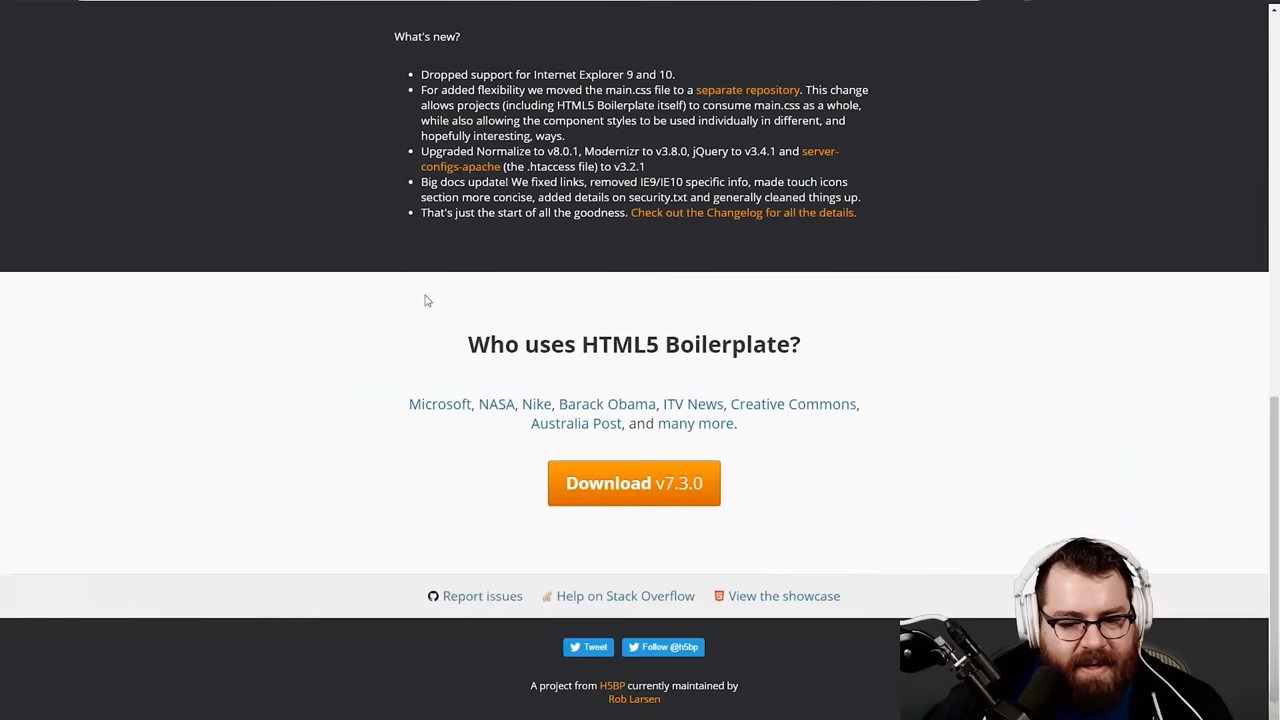 What's new?
Dropped support for Internet Explorer 9 and 10.
For added flexibility we moved the main.css file to a separate repository. This change
allows projects (including HTML5 Boilerplate itself) to consume main.css as a whole,
while also allowing the component styles to be used individually in different, and
hopefully interesting, ways.
Upgraded Normalize to v8.0.1, Modernizr to v3.8.0, jQuery to v3.4.1 and server-
configs-apache (the .htaccess file) to v3.2.1
Big docs update! We fixed links, removed IE9/IE10 specific info, made touch icons
section more concise, added details on security.txt and generally cleaned things up.
That's just the start of all the goodness. Check out the Changelog for all the details.
Who uses HTML5 Boilerplate?
Microsoft, NASA, Nike, Barack Obama, ITV News, Creative Commons,
Australia Post, and many more.
Download v7.3.0
Report issues Help on Stack Overflow View the showcase
Tweet Follow @h5bp
A project from H5BP currently maintained by
Rob Larsen